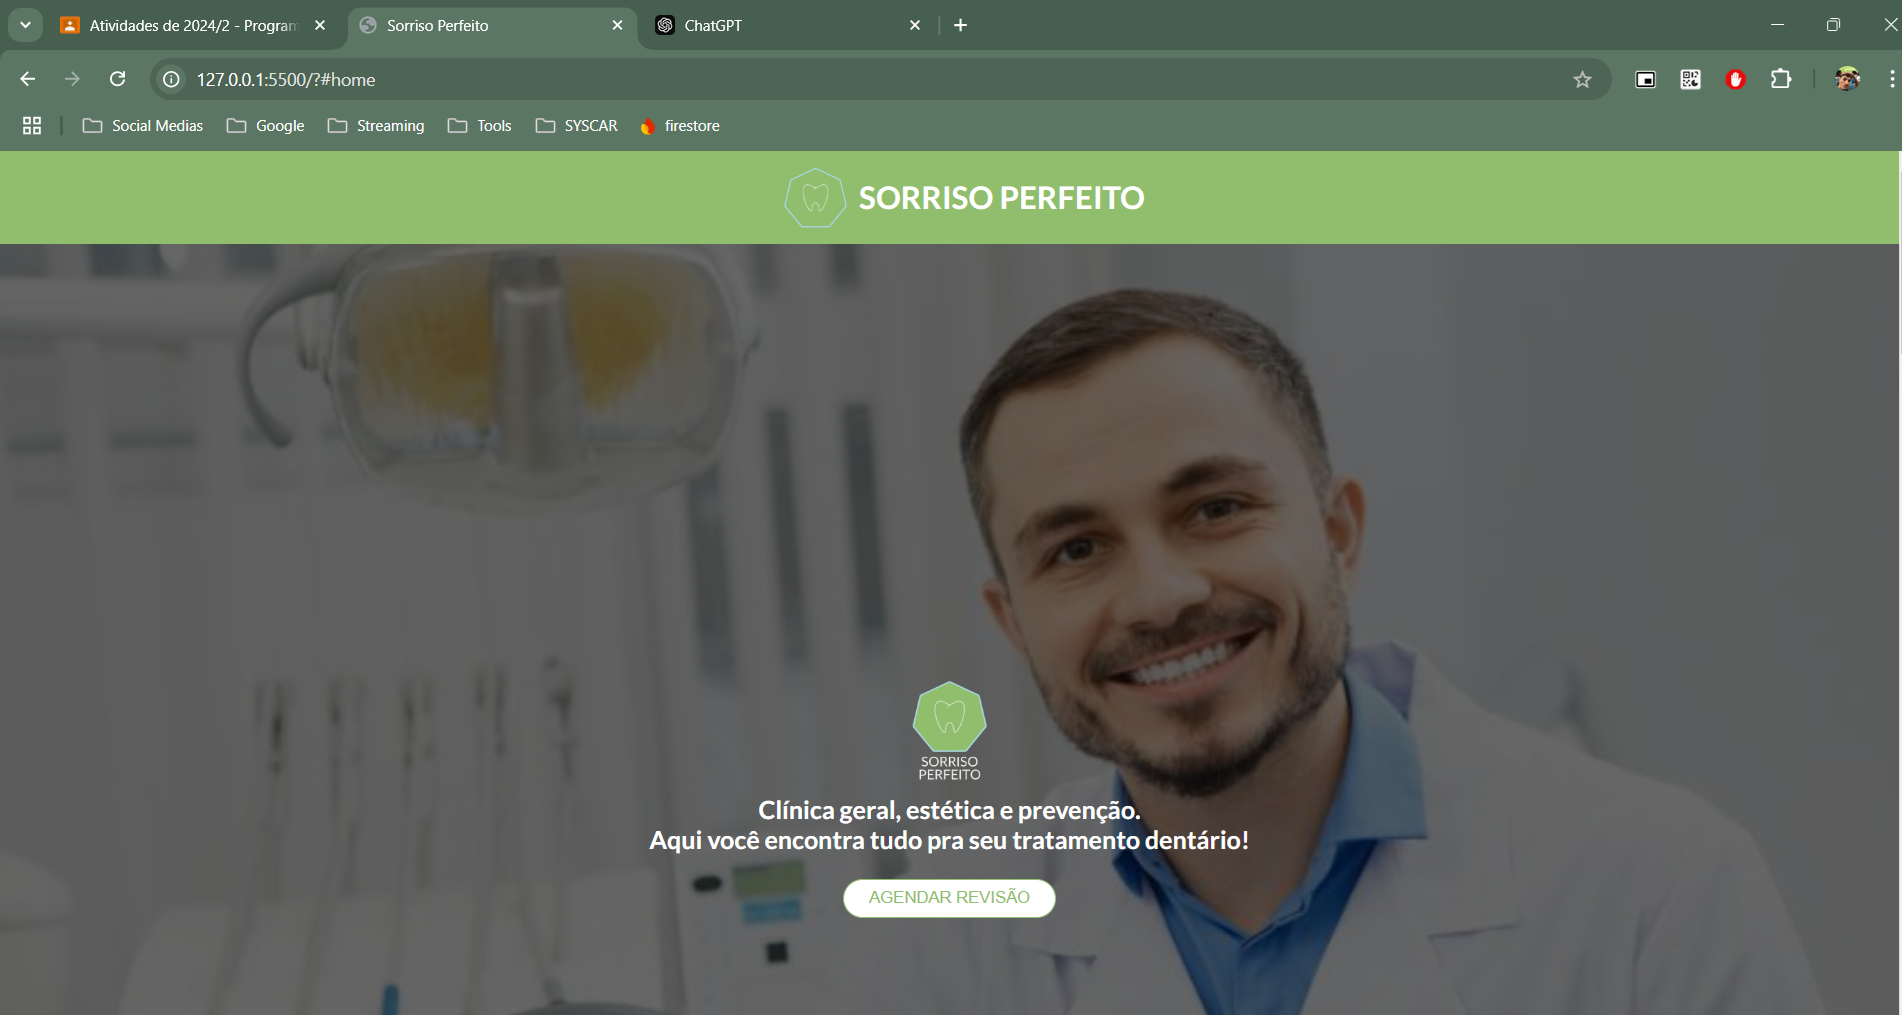 Atividades de 2024/2 - Program
Sorriso Perfeito
ChatGPT
127.0.0.1:5500/?#home
Social Medias
Google
Streaming
Tools
SYSCAR
firestore
SORRISO PERFEITO
SORRISO
PERFEITO
Clínica geral, estética e prevenção.
Aqui você encontra tudo pra seu tratamento dentário!
AGENDAR REVISÃO